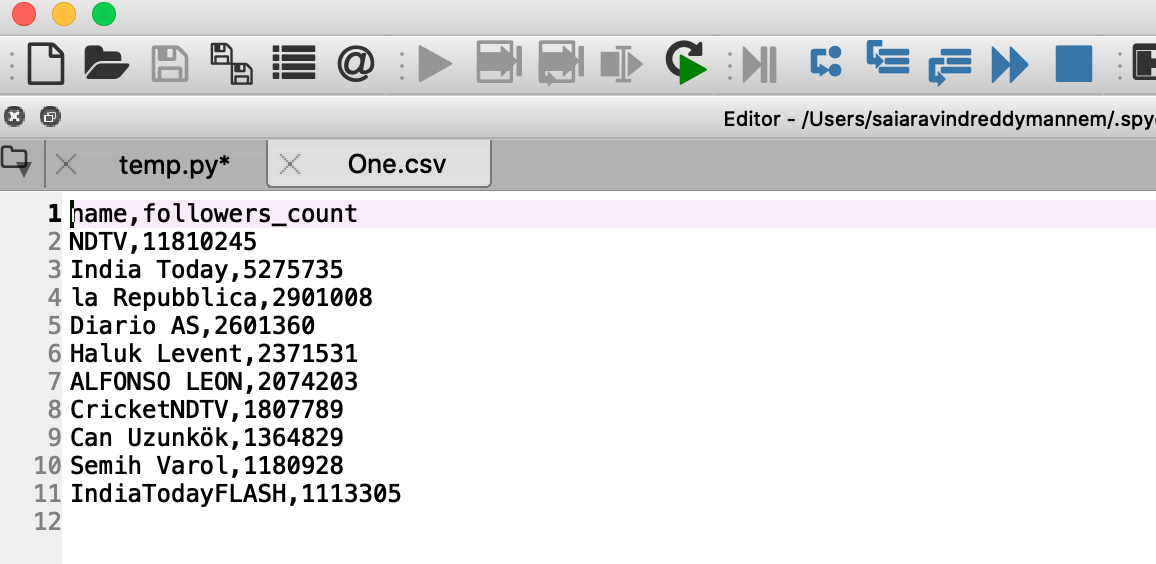 Editor - /Users/saiaravindreddymannem/.spy
temp.py*
One.csv
1 name,followers_count
2 NDTV,11810245
3 India Today,5275735
4 la Repubblica,2901008
5 Diario AS,2601360
6 Haluk Levent,2371531
7 ALFONSO LEON,2074203
8 CricketNDTV,1807789
9 Can Uzunkök,1364829
10 Semih Varol,1180928
11 IndiaTodayFLASH,1113305
12